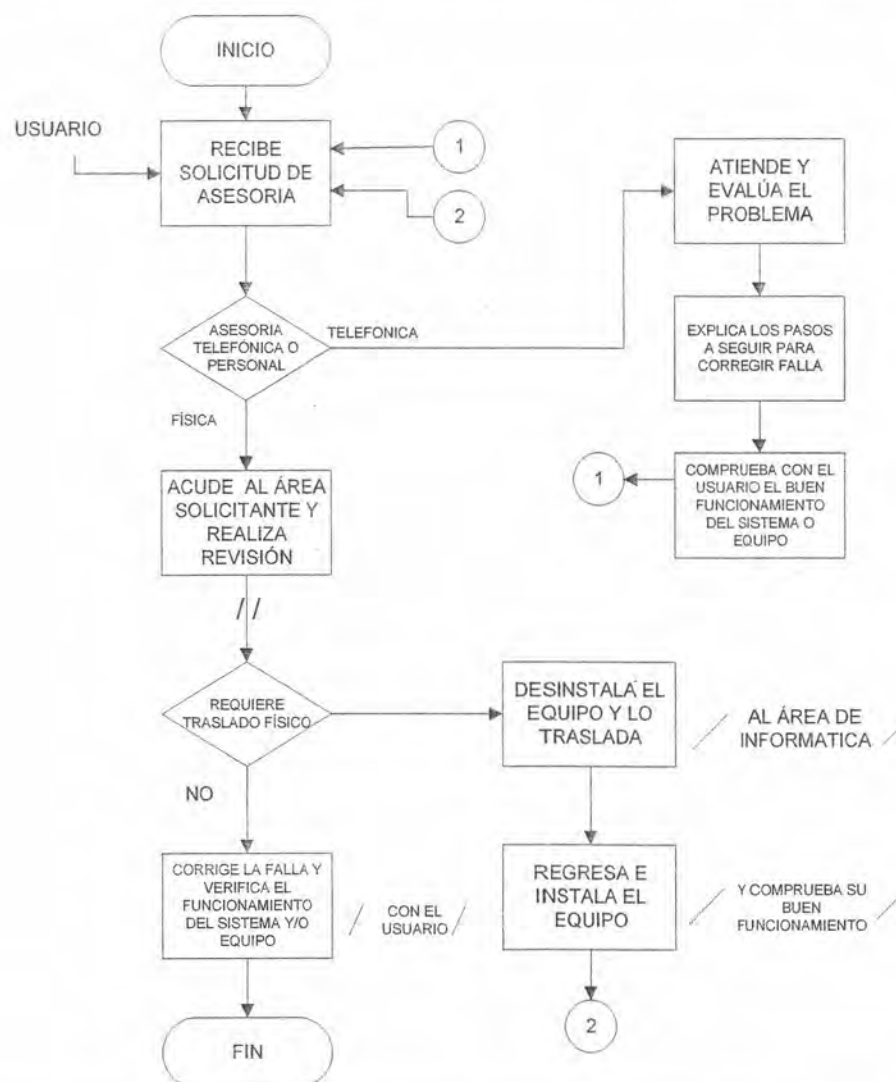 INICIO
USUARIO
RECIBE
SOLICITUD DE
ASESORIA
1
2
ATIENDE Y
EVALÚA EL
PROBLEMA
ASESORIA
TELEFÓNICA O
PERSONAL
TELEFONICA
EXPLICA LOS PASOS
A SEGUIR PARA
CORREGIR FALLA
FÍSICA
ACUDE AL ÁREA
SOLICITANTE Y
REALIZA
REVISIÓN
1
COMPRUEBA CON EL
USUARIO EL BUEN
FUNCIONAMIENTO
DEL SISTEMA O
EQUIPO
/ /
REQUIERE
TRASLADO FÍSICO
DESINSTALA EL
EQUIPO Y LO
TRASLADA
/ AL ÁREA DE /
INFORMATICA
NO
CORRIGE LA FALLA Y
VERIFICA EL
FUNCIONAMIENTO
DEL SISTEMA Y/O
EQUIPO
/ CON EL /
USUARIO
REGRESA E
INSTALA EL
EQUIPO
/ Y COMPRUEBA SU /
BUEN
FUNCIONAMIENTO
2
FIN